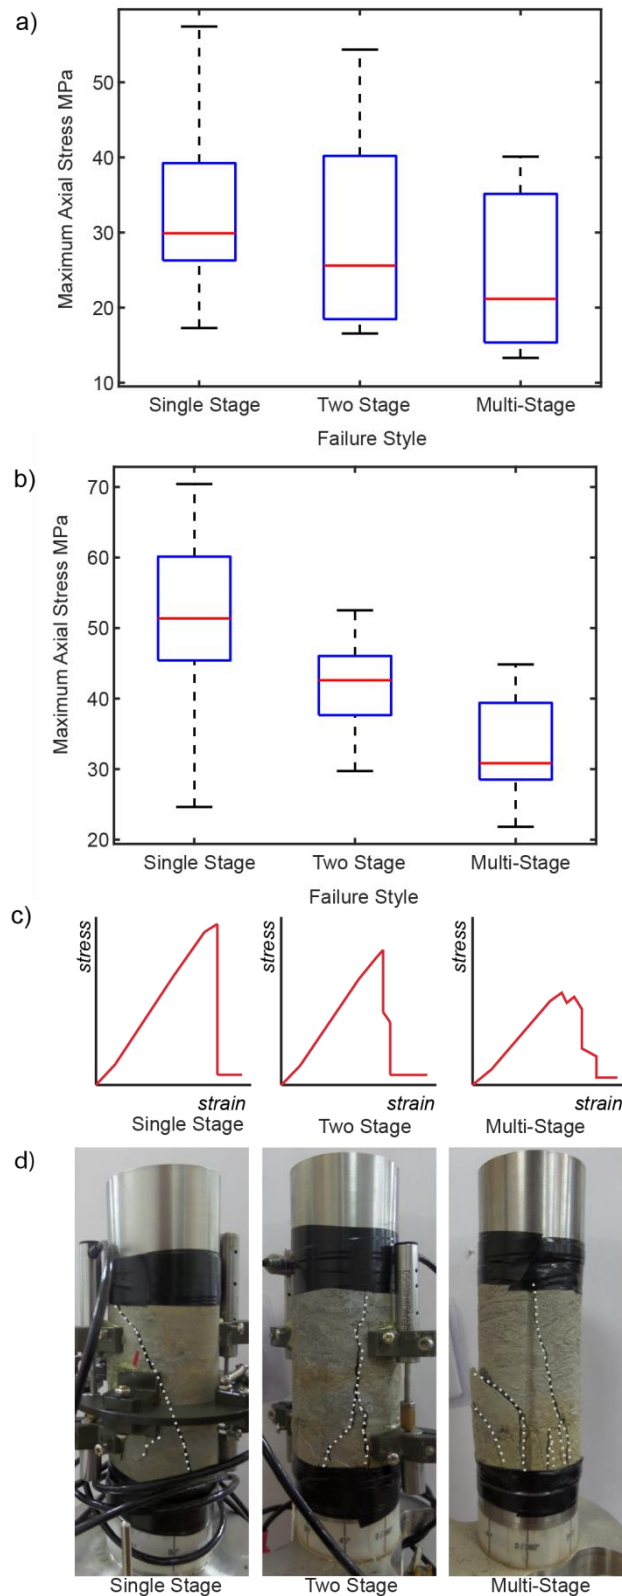 a)
Maximum Axial Stress MPa
50
40
30
20
10
Single Stage Two Stage Multi-Stage
Failure Style
b)
Maximum Axial Stress MPa
70
60
50
40
30
20
Single Stage Two Stage Multi-Stage
Failure Style
c)
stress stress stress
strain strain strain
Single Stage Two Stage Multi-Stage
d)
Single Stage Two Stage Multi-Stage